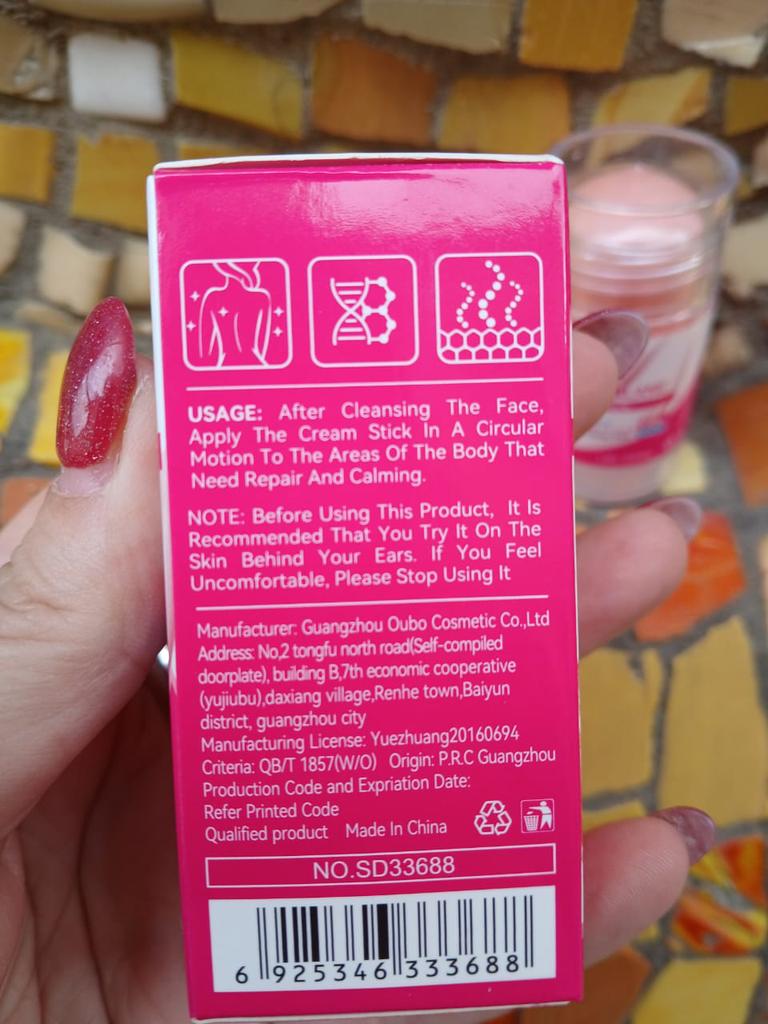 USAGE: After Cleansing The Face,
Apply The Cream Stick In A Circular
Motion To The Areas Of The Body That
Need Repair And Calming.
NOTE: Before Using This Product, It Is
Recommended That You Try It On The
Skin Behind Your Ears. If You Feel
Uncomfortable, Please Stop Using It
Manufacturer: Guangzhou Oubo Cosmetic Co.,Ltd
Address: No,2 tongfu north road(Self-compiled
doorplate), building B,7th economic cooperative
(yujiubu),daxiang village,Renhe town,Baiyun
district, guangzhou city
Manufacturing License: Yuezhuang20160694
Criteria: QB/T 1857(W/O) Origin: P.R.C Guangzhou
Production Code and Expriation Date:
Refer Printed Code
Qualified product Made In China
NO.SD33688
6 925346 333688